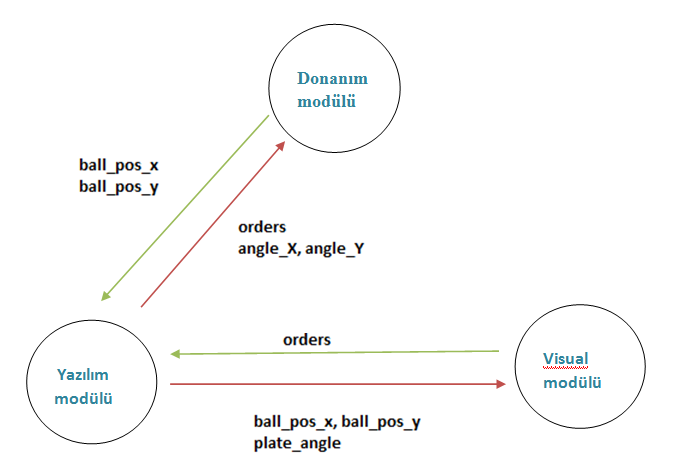 Donanım
modülü
ball_pos_x
ball_pos_y
orders
angle_X, angle_Y
orders
Yazılım
modülü
Visual
modülü
ball_pos_x, ball_pos_y
plate_angle